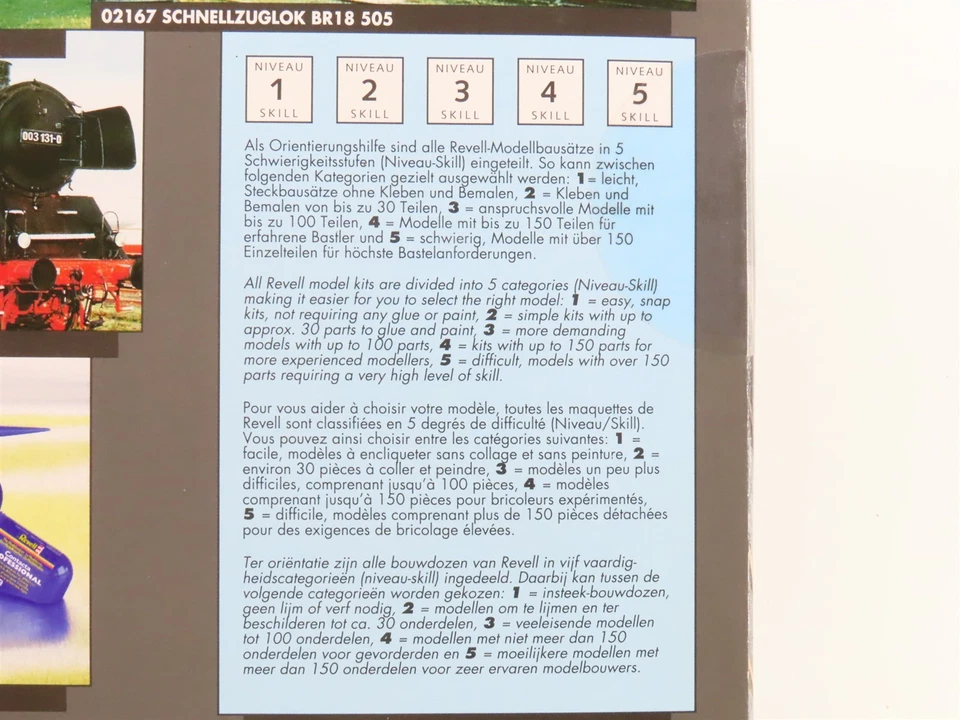 02167 SCHNELLZUGLOK BR18 505
NIVEAU
1
SKILL
NIVEAU
2
SKILL
NIVEAU
3
SKILL
NIVEAU
4
SKILL
NIVEAU
5
SKILL
003 131-0
Als Orientierungshilfe sind alle Revell-Modellbausätze in 5
Schwierigkeitsstufen (Niveau-Skill) eingeteilt. So kann zwischen
folgenden Kategorien gezielt ausgewählt werden: 1 = leicht,
Steckbausätze ohne Kleben und Bemalen, 2 = Kleben und
Bemalen von bis zu 30 Teilen, 3 = anspruchsvolle Modelle mit
bis zu 100 Teilen, 4 = Modelle mit bis zu 150 Teilen für
erfahrene Bastler und 5 = schwierig, Modelle mit über 150
Einzelteilen für höchste Bastelanforderungen.
All Revell model kits are divided into 5 categories (Niveau-Skill)
making it easier for you to select the right model: 1 = easy, snap
kits, not requiring any glue or paint, 2 = simple kits with up to
approx. 30 parts to glue and paint, 3 = more demanding
models with up to 100 parts, 4 = kits with up to 150 parts for
more experienced modellers, 5 = difficult, models with over 150
parts requiring a very high level of skill.
Pour vous aider à choisir votre modèle, toutes les maquettes de
Revell sont classifiées en 5 degrés de difficulté (Niveau/Skill).
Vous pouvez ainsi choisir entre les catégories suivantes: 1 =
facile, modèles à encliqueter sans collage et sans peinture, 2 =
environ 30 pièces à coller et peindre, 3 = modèles un peu plus
difficiles, comprenant jusqu'à 100 pièces, 4 = modèles
comprenant jusqu'à 150 pièces pour bricoleurs expérimentés,
5 = difficile, modèles comprenant plus de 150 pièces détachées
pour des exigences de bricolage élevées.
Revell
Contacta
OFESSIONAL
Ter oriëntatie zijn alle bouwdozen van Revell in vijf vaardig-
heidscategorieën (niveau-skill) ingedeeld. Daarbij kan tussen de
volgende categorieën worden gekozen: 1 = insteek-bouwdozen,
geen lijm of verf nodig, 2 = modellen om te lijmen en ter
beschilderen tot ca. 30 onderdelen, 3 = veeleisende modellen
tot 100 onderdelen, 4 = modellen met niet meer dan 150
onderdelen voor gevorderden en 5 = moeilijkere modellen met
meer dan 150 onderdelen voor zeer ervaren modelbouwers.